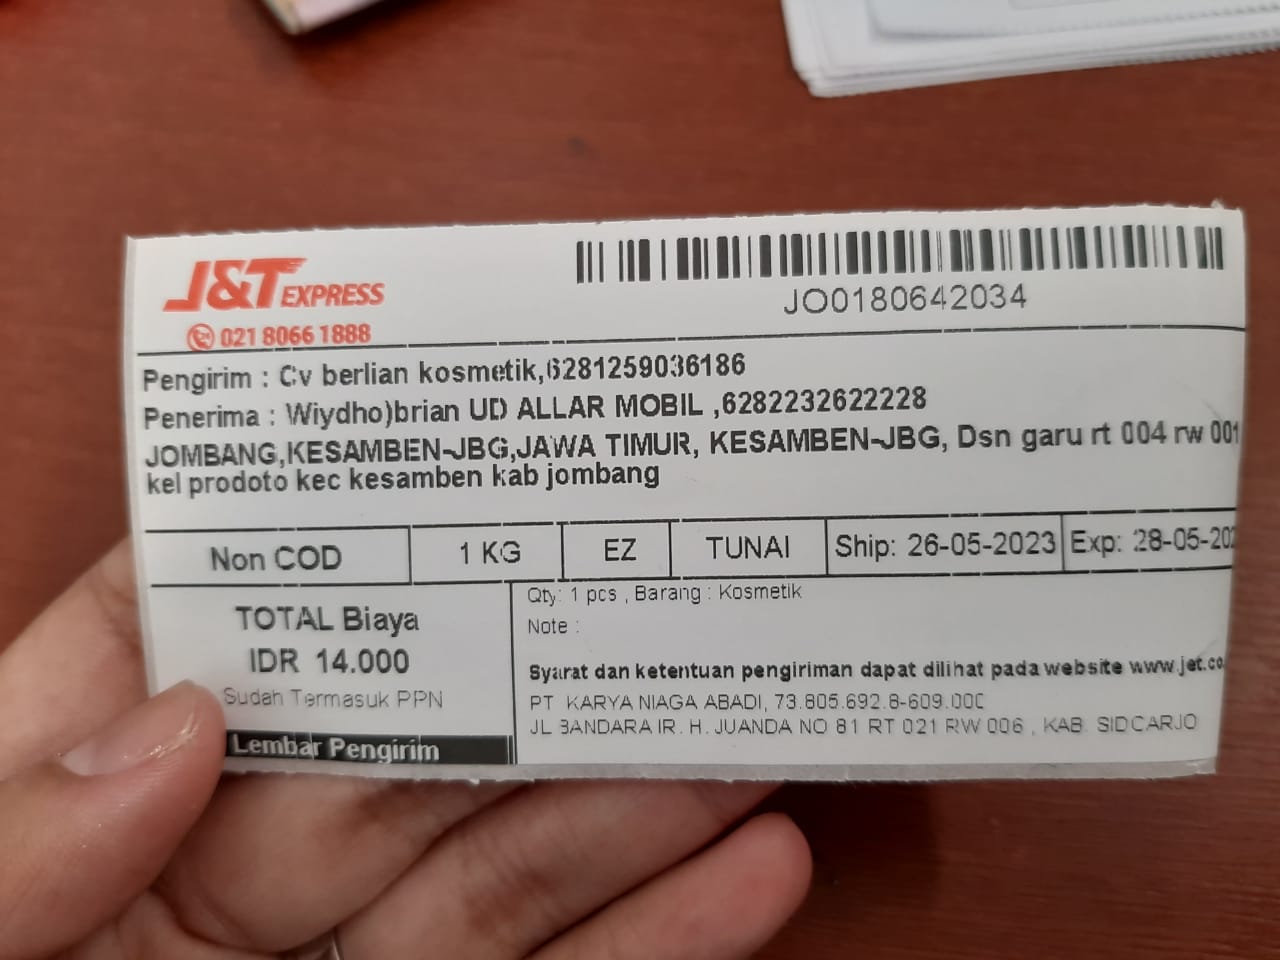 J&T EXPRESS
021 8066 1888
JO0180642034
Pengirim : Cv berlian kosmetik,6281259036186
Penerima : Wiydho)brian UD ALLAR MOBIL ,6282232622228
JOMBANG,KESAMBEN-JBG,JAWA TIMUR, KESAMBEN-JBG, Dsn garu rt 004 rw 001
kel prodoto kec kesamben kab jombang
Non COD 1 KG EZ TUNAI Ship: 26-05-2023 Exp: 28-05-202
TOTAL Biaya
IDR 14.000
Sudah Termasuk PPN
Lembar Pengirim
Qty: 1 pcs , Barang : Kosmetik
Note :
Syarat dan ketentuan pengiriman dapat dilihat pada website www.jet.co
PT KARYA NIAGA ABADI, 73.805.692.8-609.000
JL BANDARA IR. H. JUANDA NO 81 RT 021 RW 006 , KAB. SIDOARJO